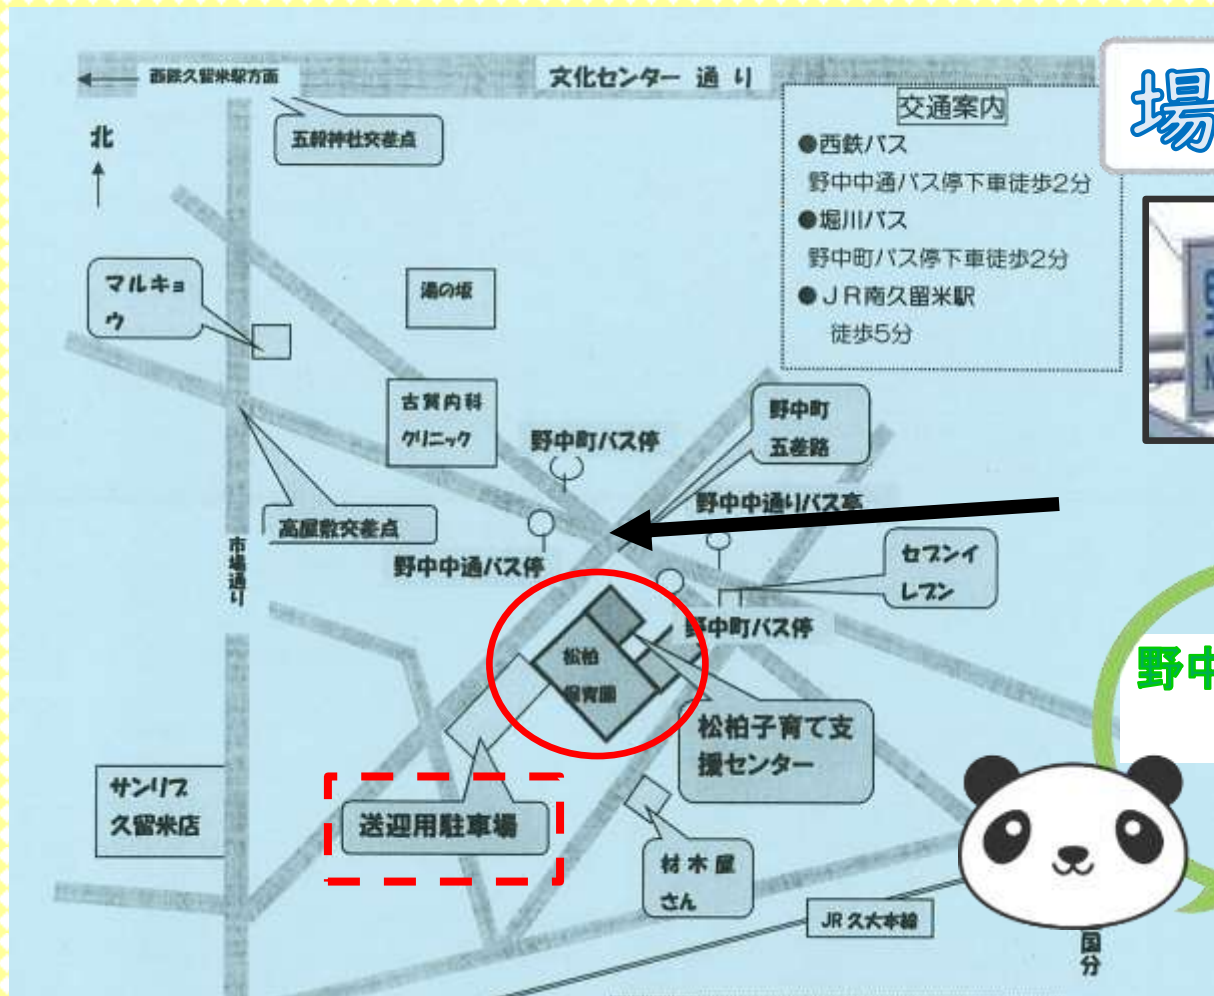 西鉄久留米駅方面
文化センター 通り
場
北
五穀神社交差点
交通案内
●西鉄バス
野中中通バス停下車徒歩2分
●堀川バス
野中町バス停下車徒歩2分
●JR南久留米駅
徒歩5分
マルキョ
ウ
湯の坂
古賀内科
クリニック
野中町バス停
野中町
五差路
野中中通りバス亭
高屋敷交差点
市場通り
野中中通バス停
セブンイ
レブン
野中町バス停
松柏
保育園
野中
松柏子育て支
援センター
サンリブ
久留米店
送迎用駐車場
材木屋
さん
JR久大本線
国分